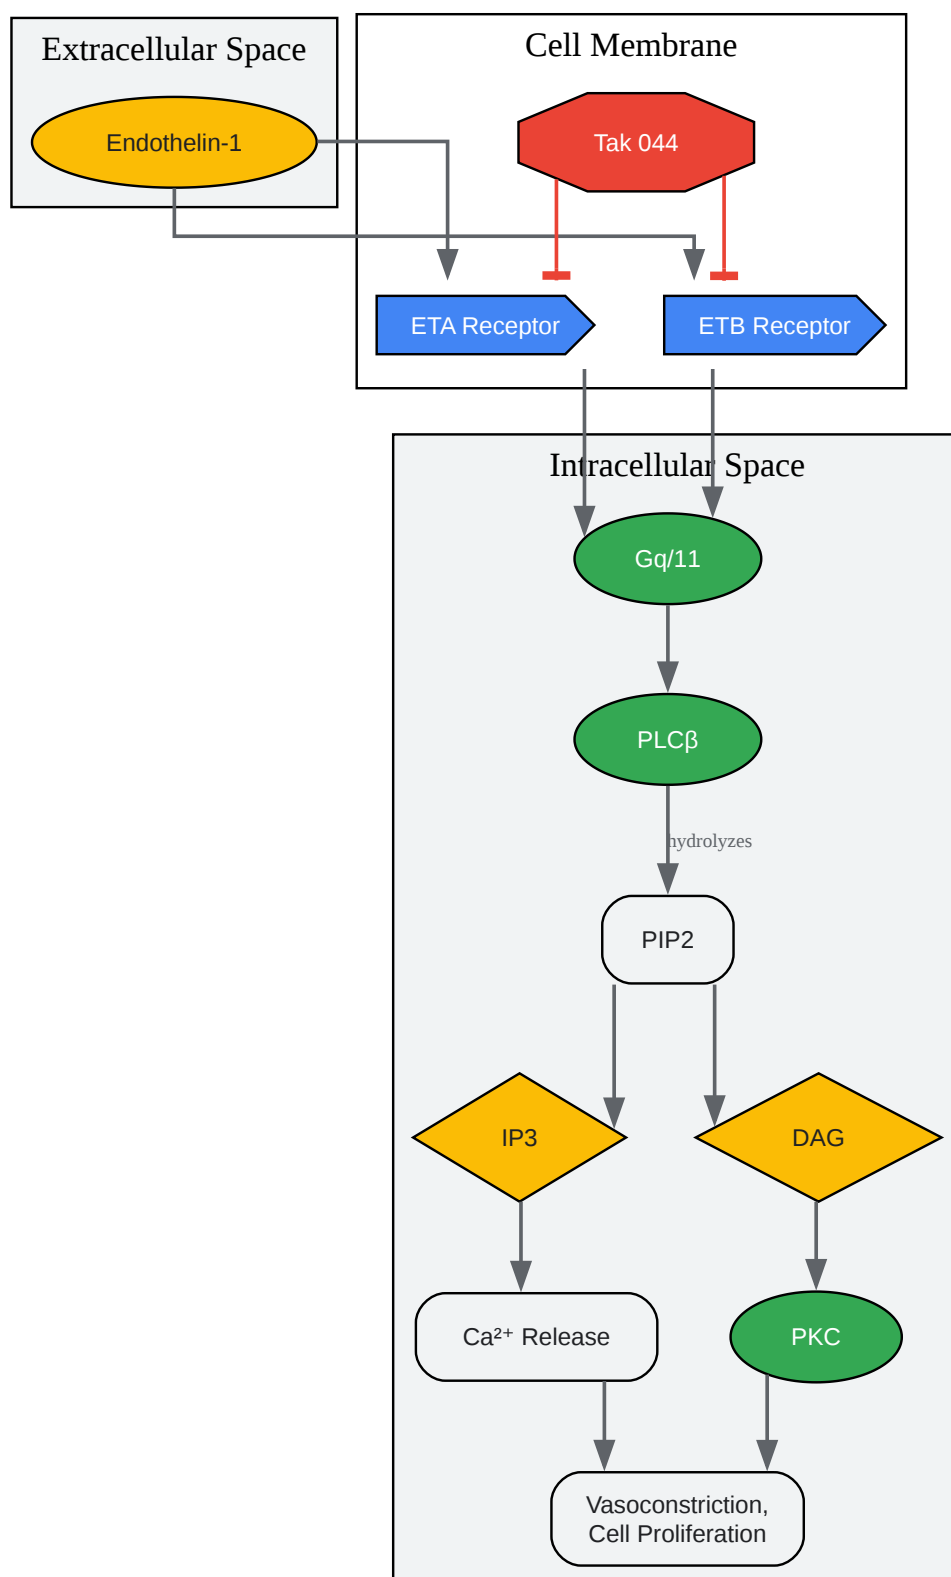 Extracellular Space
Cell Membrane
Endothelin-1
Tak 044
ETA Receptor
ETB Receptor
Intracellular Space
Gq/11
PLCβ
hydrolyzes
PIP2
IP3
DAG
Ca²⁺ Release
PKC
Vasoconstriction,
Cell Proliferation